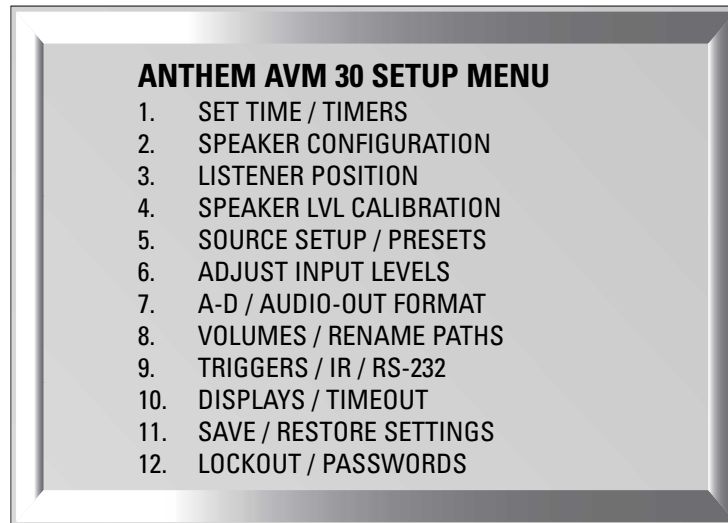 ANTHEM AVM 30 SETUP MENU
1. SET TIME / TIMERS
2. SPEAKER CONFIGURATION
3. LISTENER POSITION
4. SPEAKER LVL CALIBRATION
5. SOURCE SETUP / PRESETS
6. ADJUST INPUT LEVELS
7. A-D / AUDIO-OUT FORMAT
8. VOLUMES / RENAME PATHS
9. TRIGGERS / IR / RS-232
10. DISPLAYS / TIMEOUT
11. SAVE / RESTORE SETTINGS
12. LOCKOUT / PASSWORDS